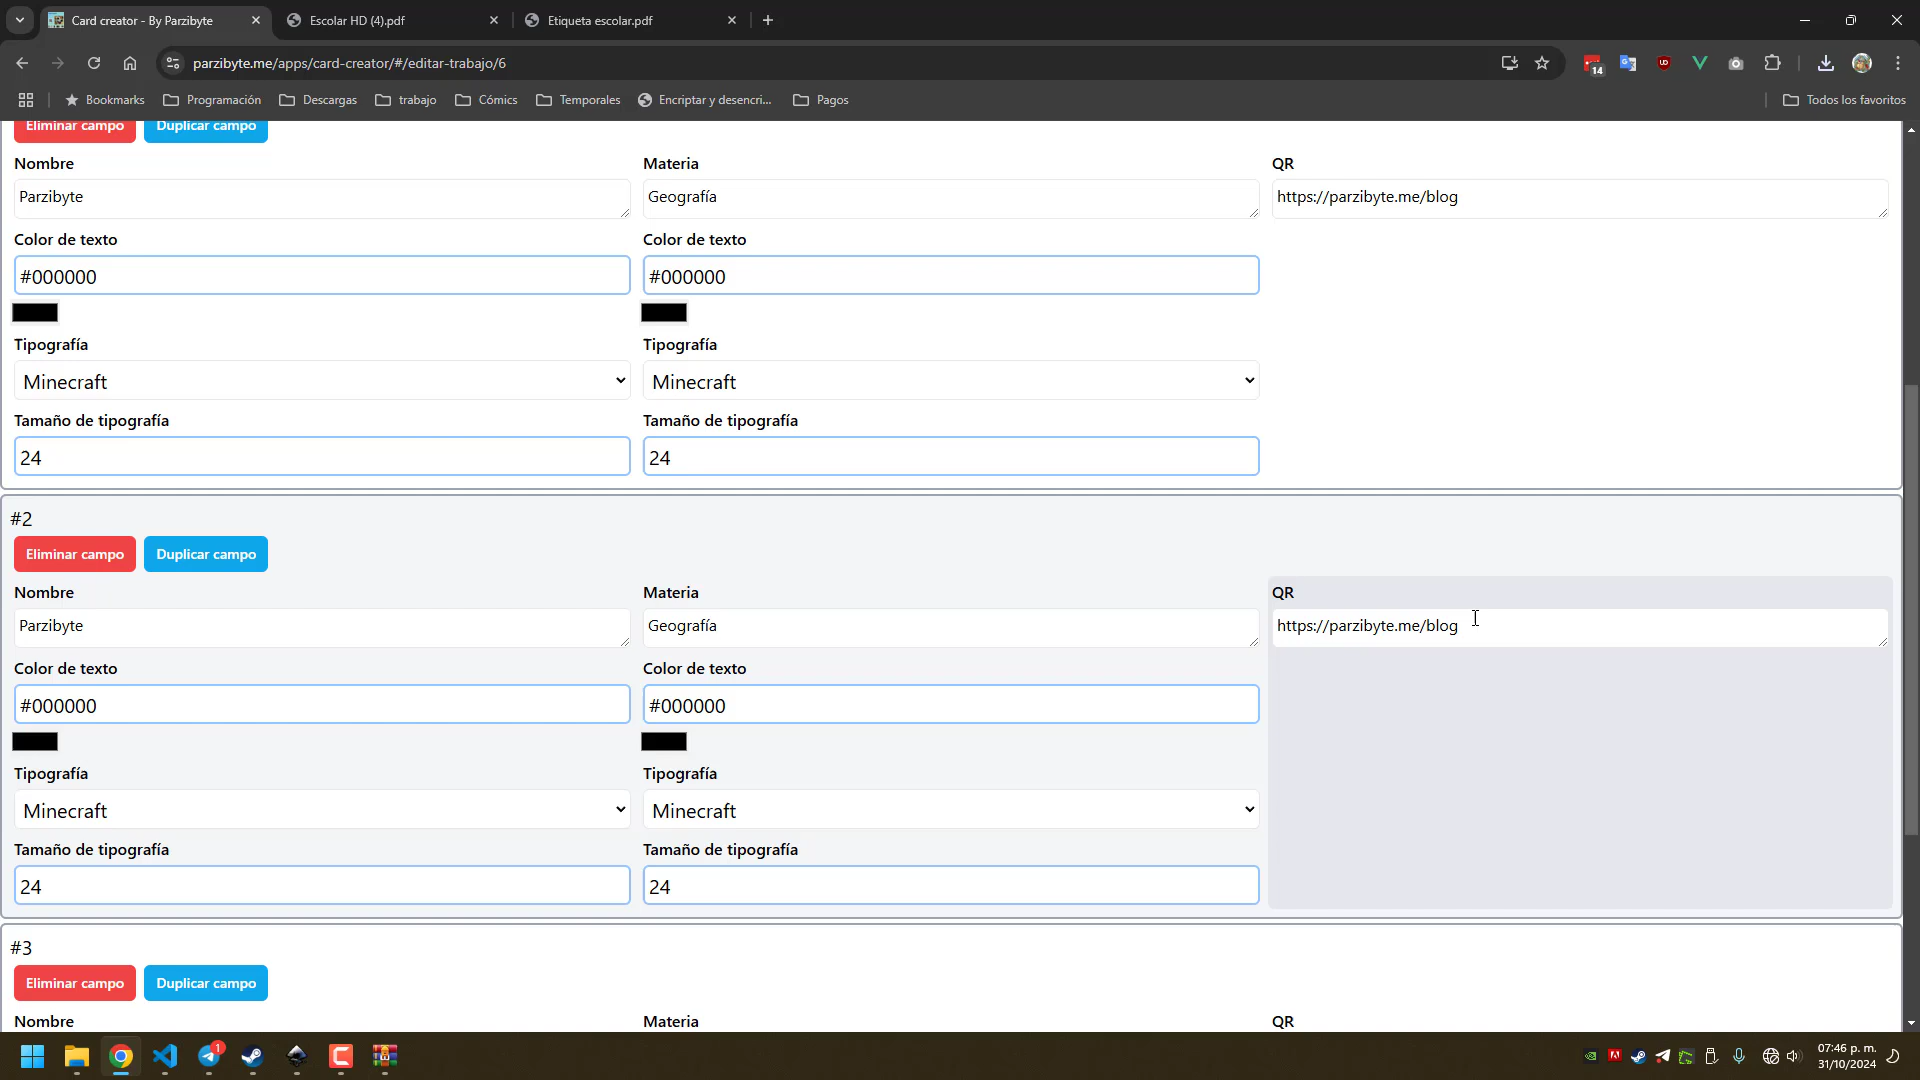 Card creator - By Parzibyte
Escolar HD (4).pdf
Etiqueta escolar.pdf
parzibyte.me/apps/card-creator/#/editar-trabajo/6
14
Bookmarks
Programación
Descargas
trabajo
Cómics
Temporales
Encriptar y desencri...
Pagos
Todos los favoritos
Eliminar campo
Duplicar campo
Nombre
Materia
QR
Parzibyte
Geografía
https://parzibyte.me/blog
Color de texto
Color de texto
#000000
#000000
Tipografía
Tipografía
Minecraft
Minecraft
Tamaño de tipografía
Tamaño de tipografía
24
24
#2
Eliminar campo
Duplicar campo
Nombre
Materia
QR
Parzibyte
Geografía
https://parzibyte.me/blog
Color de texto
Color de texto
#000000
#000000
Tipografía
Tipografía
Minecraft
Minecraft
Tamaño de tipografía
Tamaño de tipografía
24
24
#3
Eliminar campo
Duplicar campo
Nombre
Materia
QR
1
07:46 p. m.
31/10/2024